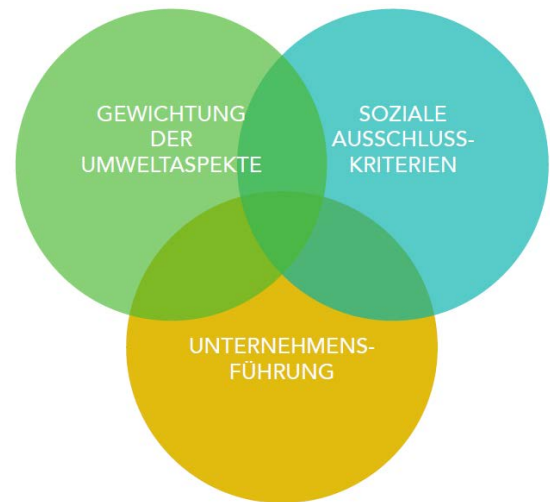 GEWICHTUNG
DER
UMWELTASPEKTE
SOZIALE
AUSSCHLUSS-
KRITERIEN
UNTERNEHMENS-
FÜHRUNG